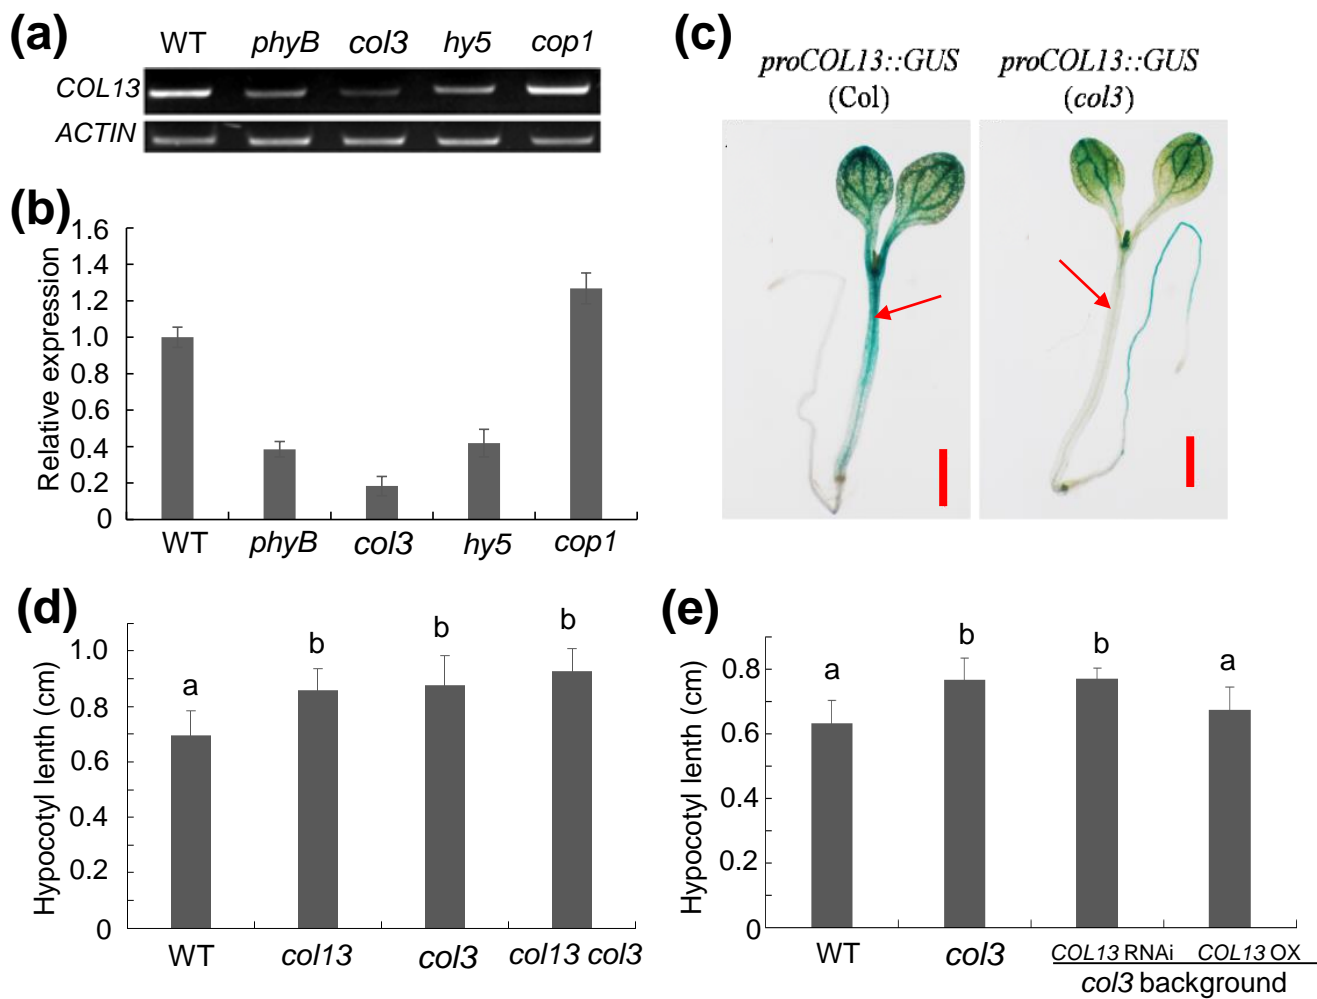 (a)
WT phyB col3 hy5 cop1
COL13
ACTIN
(b)
Relative expression
1.6
1.4
1.2
1.0
0.8
0.6
0.4
0.2
0
WT phyB col3 hy5 cop1
(c)
proCOL13::GUS proCOL13::GUS
(Col) (col3)
(d)
Hypocotyl lenth (cm)
1.0
0.8
0.6
0.4
0.2
0
a b b b
WT col13 col3 col13 col3
(e)
Hypocotyl lenth (cm)
0.8
0.6
0.4
0.2
0
a b b a
WT col3 COL13 RNAi COL13 OX
col3 background